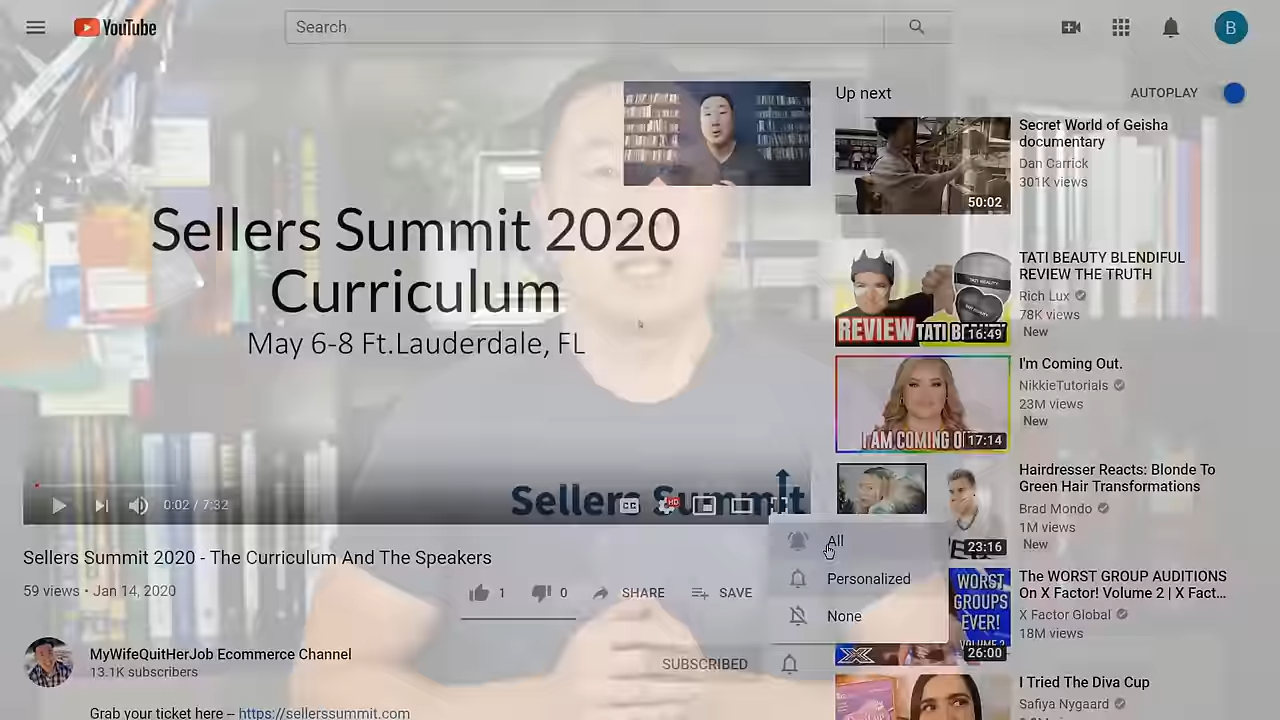 YouTube
Search
B
Up next
AUTOPLAY
Sellers Summit 2020
Curriculum
May 6-8 Ft.Lauderdale, FL
Sellers Summit
CC
HD
0:02 / 7:32
Sellers Summit 2020 - The Curriculum And The Speakers
59 views • Jan 14, 2020
1
0
SHARE
SAVE
All
Personalized
None
MyWifeQuitHerJob Ecommerce Channel
13.1K subscribers
SUBSCRIBED
Grab your ticket here – https://sellerssummit.com
50:02
Secret World of Geisha
documentary
Dan Carrick
301K views
REVIEW
16:49
TATI BEAUTY BLENDIFUL
REVIEW THE TRUTH
Rich Lux
78K views
New
17:14
I'm Coming Out.
NikkieTutorials
23M views
New
23:16
Hairdresser Reacts: Blonde To
Green Hair Transformations
Brad Mondo
1M views
New
WORST
GROUPS
EVER!
VOLUME 2
X
26:00
The WORST GROUP AUDITIONS
On X Factor! Volume 2 | X Fact...
X Factor Global
18M views
I Tried The Diva Cup
Safiya Nygaard